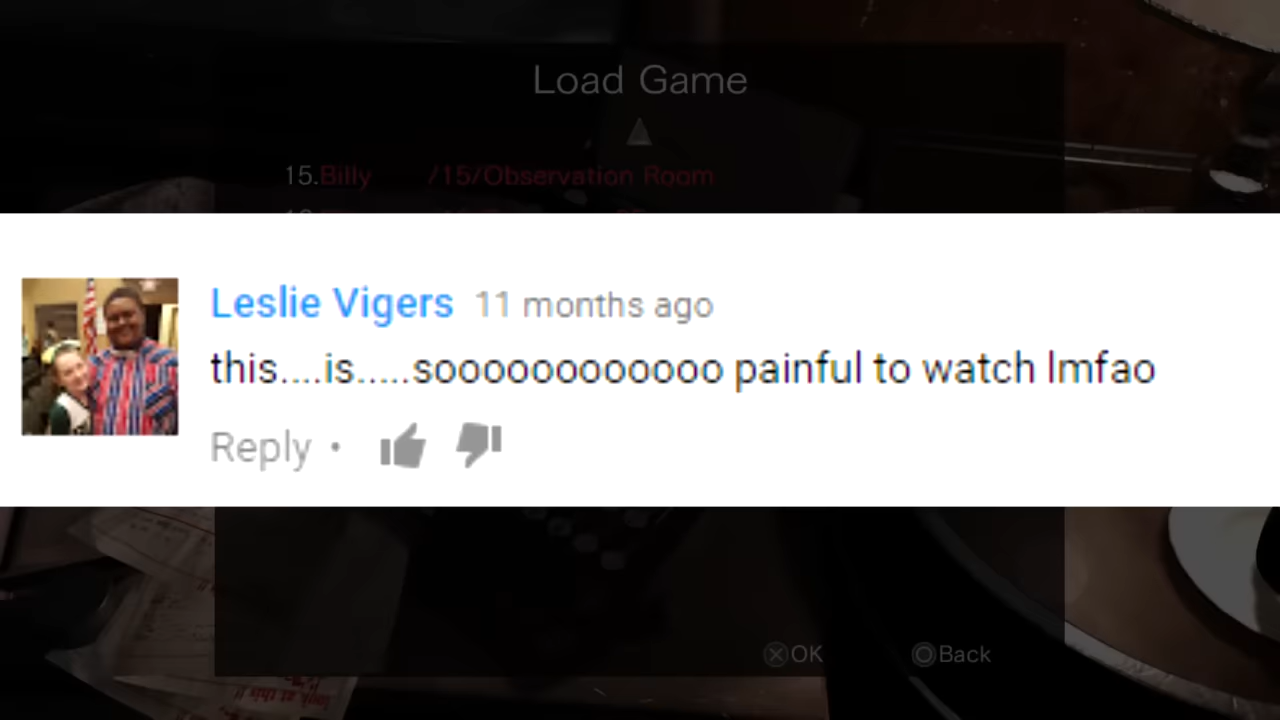 Load Game
15.Billy /15/Observation Room
Leslie Vigers 11 months ago
this....is.....sooooooooooooo painful to watch lmfao
Reply •
OK Back